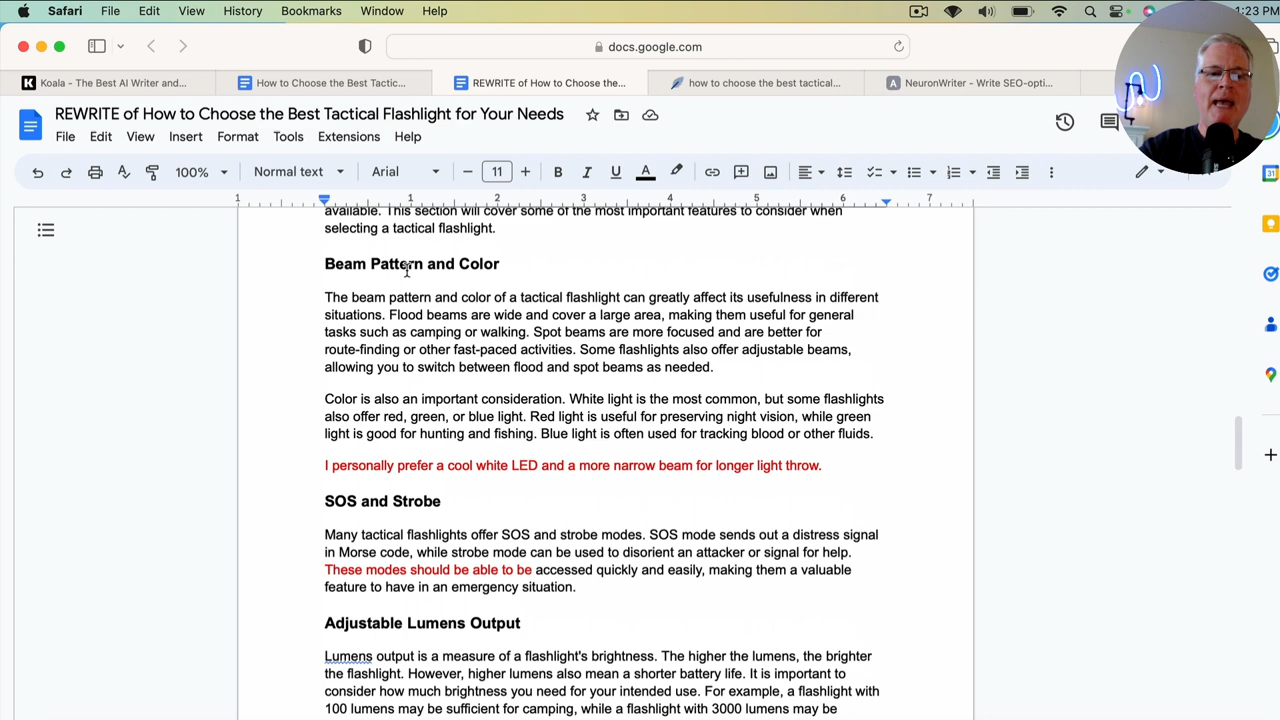 Safari File Edit View History Bookmarks Window Help
1:23 PM
docs.google.com
Koala - The Best AI Writer and...
How to Choose the Best Tactic...
REWRITE of How to Choose the...
how to choose the best tactical...
NeuronWriter - Write SEO-opti...
REWRITE of How to Choose the Best Tactical Flashlight for Your Needs
File Edit View Insert Format Tools Extensions Help
100% Normal text Arial 11
1 1 2 3 4 5 6 7
available. This section will cover some of the most important features to consider when
selecting a tactical flashlight.
Beam Pattern and Color
The beam pattern and color of a tactical flashlight can greatly affect its usefulness in different
situations. Flood beams are wide and cover a large area, making them useful for general
tasks such as camping or walking. Spot beams are more focused and are better for
route-finding or other fast-paced activities. Some flashlights also offer adjustable beams,
allowing you to switch between flood and spot beams as needed.
Color is also an important consideration. White light is the most common, but some flashlights
also offer red, green, or blue light. Red light is useful for preserving night vision, while green
light is good for hunting and fishing. Blue light is often used for tracking blood or other fluids.
I personally prefer a cool white LED and a more narrow beam for longer light throw.
SOS and Strobe
Many tactical flashlights offer SOS and strobe modes. SOS mode sends out a distress signal
in Morse code, while strobe mode can be used to disorient an attacker or signal for help.
These modes should be able to be accessed quickly and easily, making them a valuable
feature to have in an emergency situation.
Adjustable Lumens Output
Lumens output is a measure of a flashlight's brightness. The higher the lumens, the brighter
the flashlight. However, higher lumens also mean a shorter battery life. It is important to
consider how much brightness you need for your intended use. For example, a flashlight with
100 lumens may be sufficient for camping, while a flashlight with 3000 lumens may be